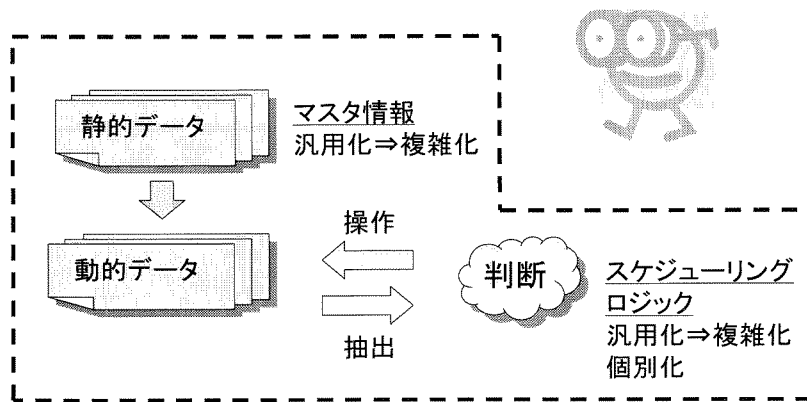 静的データ
マスタ情報
汎用化⇒複雑化
動的データ
操作
抽出
判断
スケジューリング
ロジック
汎用化⇒複雑化
個別化